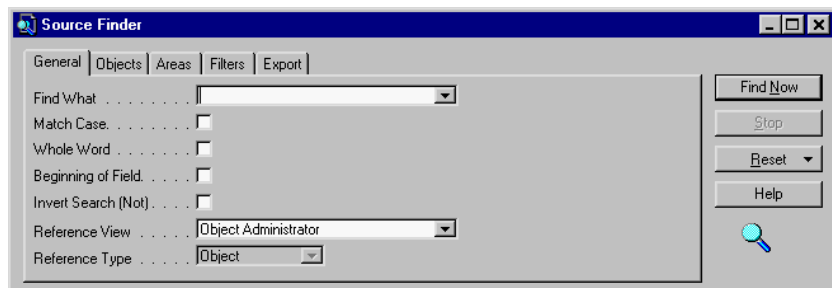 Source Finder
General Objects Areas Filters Export
Find What . . . . . . . .
Match Case. . . . . . . .
Whole Word . . . . . . .
Beginning of Field. . . . .
Invert Search (Not) . . . .
Reference View . . . . . Object Administrator
Reference Type . . . . . Object
Find Now
Stop
Reset
Help